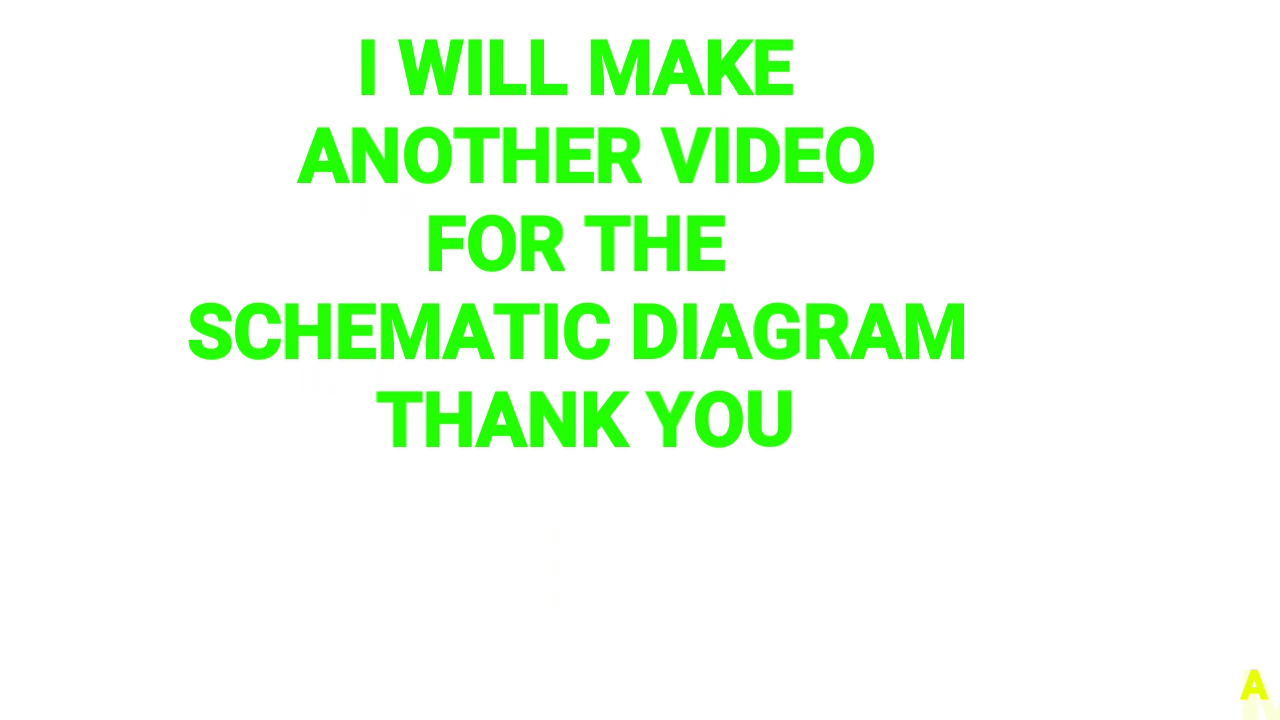 I WILL MAKE
ANOTHER VIDEO
FOR THE
SCHEMATIC DIAGRAM
THANK YOU
A